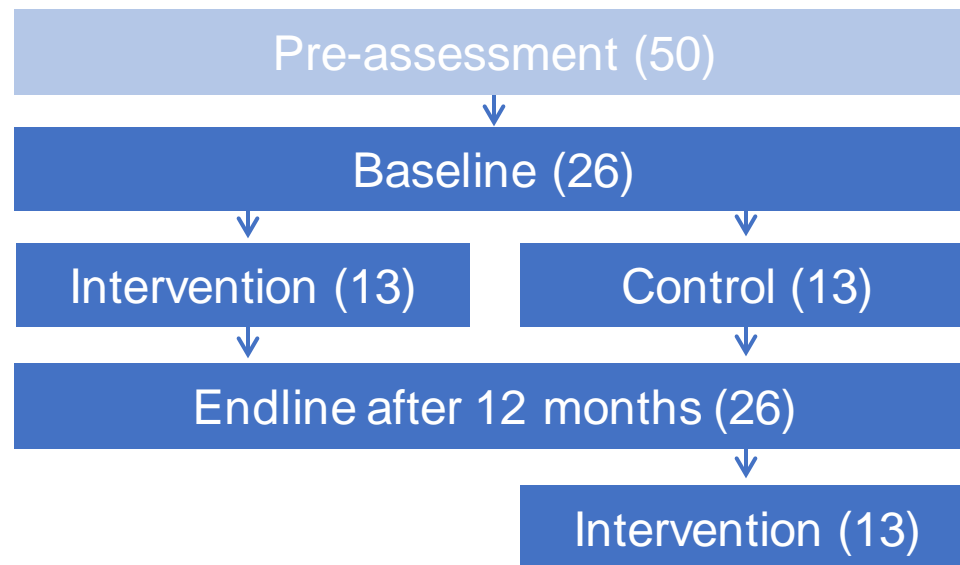 Pre-assessment (50)
Baseline (26)
Intervention (13)
Control (13)
Endline after 12 months (26)
Intervention (13)